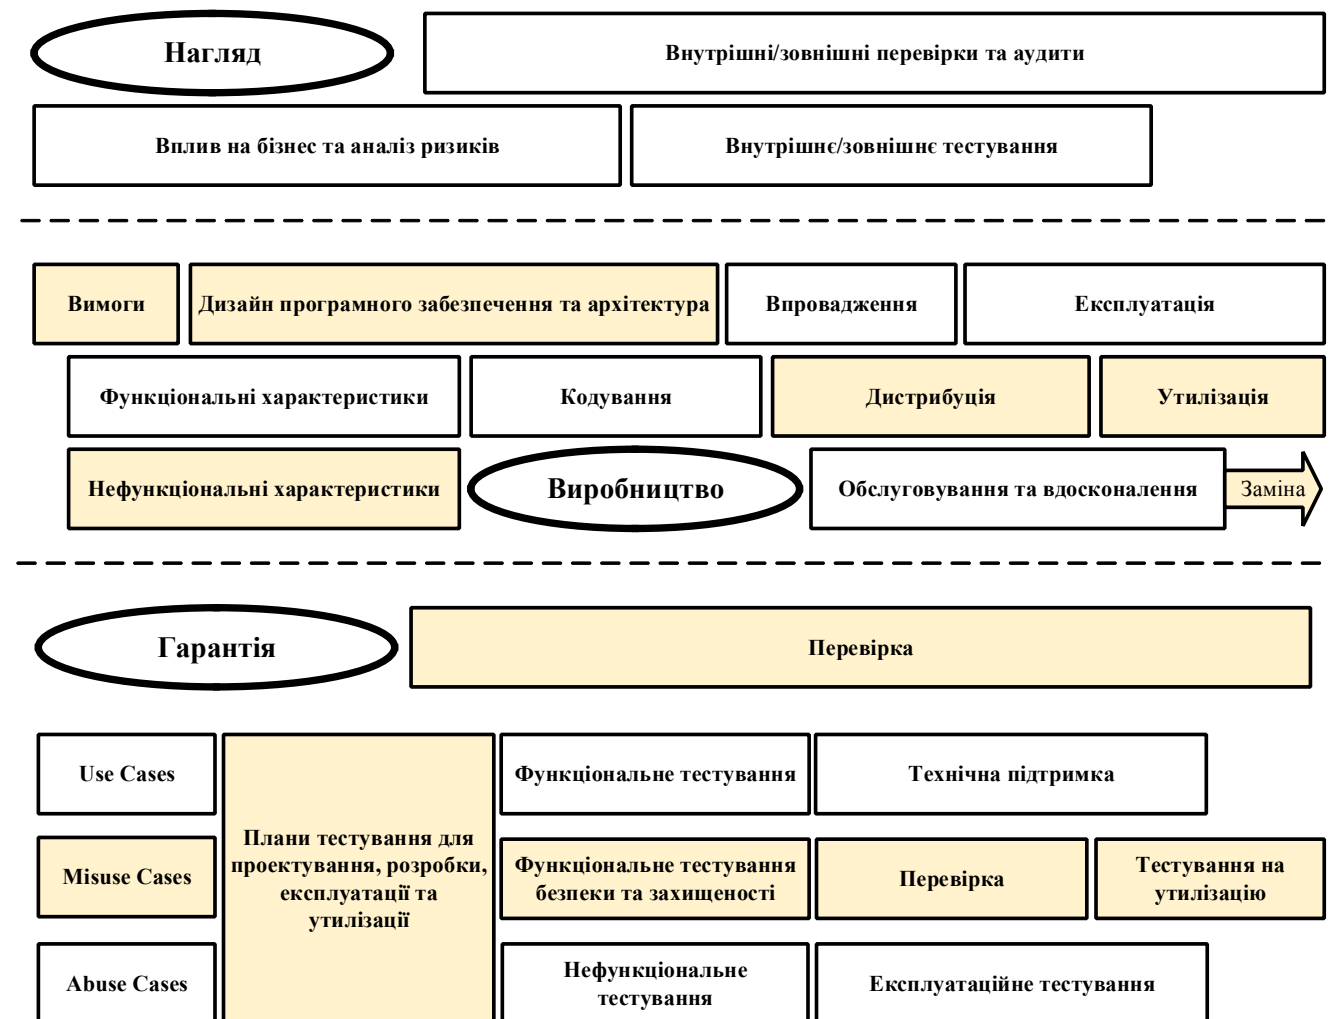 Нагляд
Внутрішні/зовнішні перевірки та аудити
Вплив на бізнес та аналіз ризиків
Внутрішнє/зовнішнє тестування
Вимоги
Дизайн програмного забезпечення та архітектура
Впровадження
Експлуатація
Функціональні характеристики
Кодування
Дистрибуція
Утилізація
Нефункціональні характеристики
Виробництво
Обслуговування та вдосконалення
Заміна
Гарантія
Перевірка
Use Cases
Функціональне тестування
Технічна підтримка
Плани тестування для
проектування, розробки,
експлуатації та
утилізації
Misuse Cases
Функціональне тестування
безпеки та захищеності
Перевірка
Тестування на
утилізацію
Abuse Cases
Нефункціональне
тестування
Експлуатаційне тестування